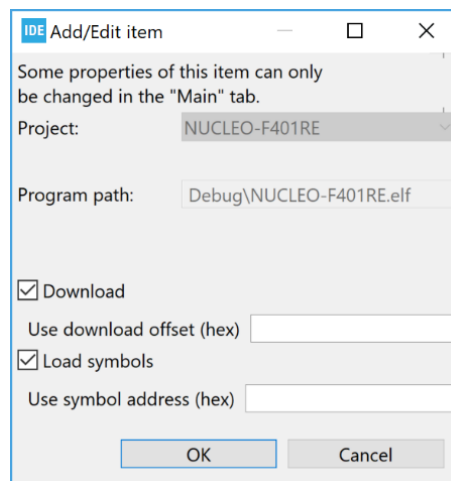 IDE Add/Edit item
Some properties of this item can only
be changed in the "Main" tab.
Project: NUCLEO-F401RE
Program path: Debug\NUCLEO-F401RE.elf
Download
Use download offset (hex)
Load symbols
Use symbol address (hex)
OK Cancel